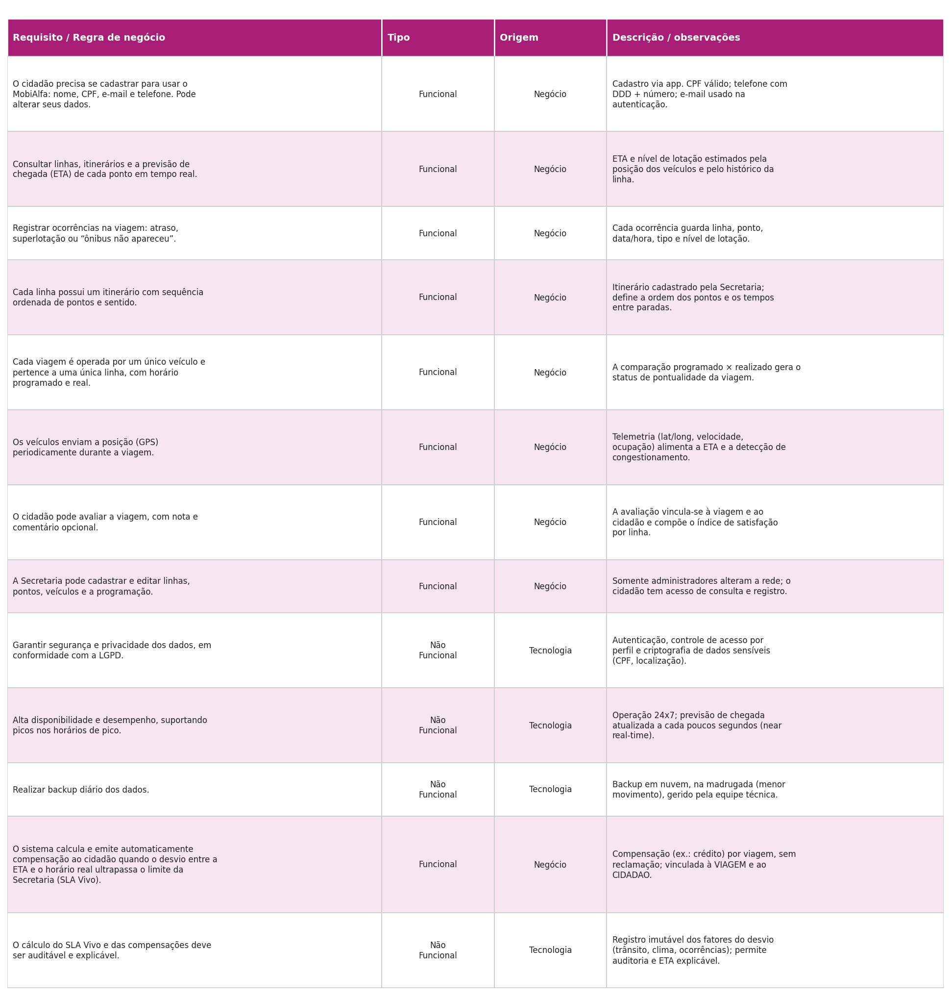 Requisito / Regra de negócio
Tipo
Origem
Descrição / observações
O cidadão precisa se cadastrar para usar o
MobiAlfa: nome, CPF, e-mail e telefone. Pode
alterar seus dados.
Funcional
Negócio
Cadastro via app. CPF válido; telefone com
DDD + número; e-mail usado na
autenticação.
Consultar linhas, itinerários e a previsão de
chegada (ETA) de cada ponto em tempo real.
Funcional
Negócio
ETA e nível de lotação estimados pela
posição dos veículos e pelo histórico da
linha.
Registrar ocorrências na viagem: atraso,
superlotação ou “ônibus não apareceu”.
Funcional
Negócio
Cada ocorrência guarda linha, ponto,
data/hora, tipo e nível de lotação.
Cada linha possui um itinerário com sequência
ordenada de pontos e sentido.
Funcional
Negócio
Itinerário cadastrado pela Secretaria;
define a ordem dos pontos e os tempos
entre paradas.
Cada viagem é operada por um único veículo e
pertence a uma única linha, com horário
programado e real.
Funcional
Negócio
A comparação programado × realizado gera o
status de pontualidade da viagem.
Os veículos enviam a posição (GPS)
periodicamente durante a viagem.
Funcional
Negócio
Telemetria (lat/long, velocidade,
ocupação) alimenta a ETA e a detecção de
congestionamento.
O cidadão pode avaliar a viagem, com nota e
comentário opcional.
Funcional
Negócio
A avaliação vincula-se à viagem e ao
cidadão e compõe o índice de satisfação
por linha.
A Secretaria pode cadastrar e editar linhas,
pontos, veículos e a programação.
Funcional
Negócio
Somente administradores alteram a rede; o
cidadão tem acesso de consulta e registro.
Garantir segurança e privacidade dos dados, em
conformidade com a LGPD.
Não
Funcional
Tecnologia
Autenticação, controle de acesso por
perfil e criptografia de dados sensíveis
(CPF, localização).
Alta disponibilidade e desempenho, suportando
picos nos horários de pico.
Não
Funcional
Tecnologia
Operação 24x7; previsão de chegada
atualizada a cada poucos segundos (near
real-time).
Realizar backup diário dos dados.
Não
Funcional
Tecnologia
Backup em nuvem, na madrugada (menor
movimento), gerido pela equipe técnica.
O sistema calcula e emite automaticamente
compensação ao cidadão quando o desvio entre a
ETA e o horário real ultrapassa o limite da
Secretaria (SLA Vivo).
Funcional
Negócio
Compensação (ex.: crédito) por viagem, sem
reclamação; vinculada à VIAGEM e ao
CIDADAO.
O cálculo do SLA Vivo e das compensações deve
ser auditável e explicável.
Não
Funcional
Tecnologia
Registro imutável dos fatores do desvio
(trânsito, clima, ocorrências); permite
auditoria e ETA explicável.